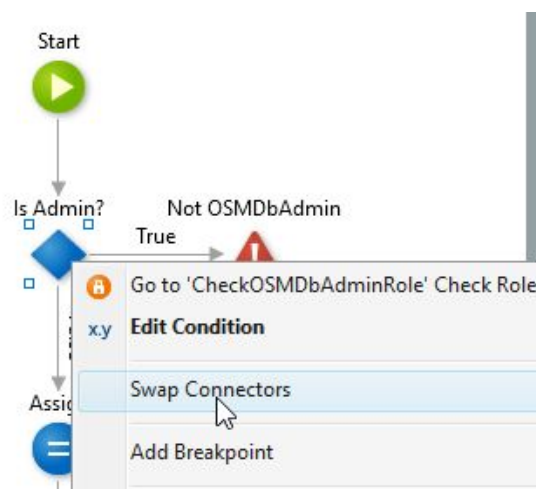 Start
Is Admin?
Not OSMDbAdmin
True
Go to 'CheckOSMDbAdminRole' Check Role
x.y Edit Condition
Swap Connectors
Add Breakpoint